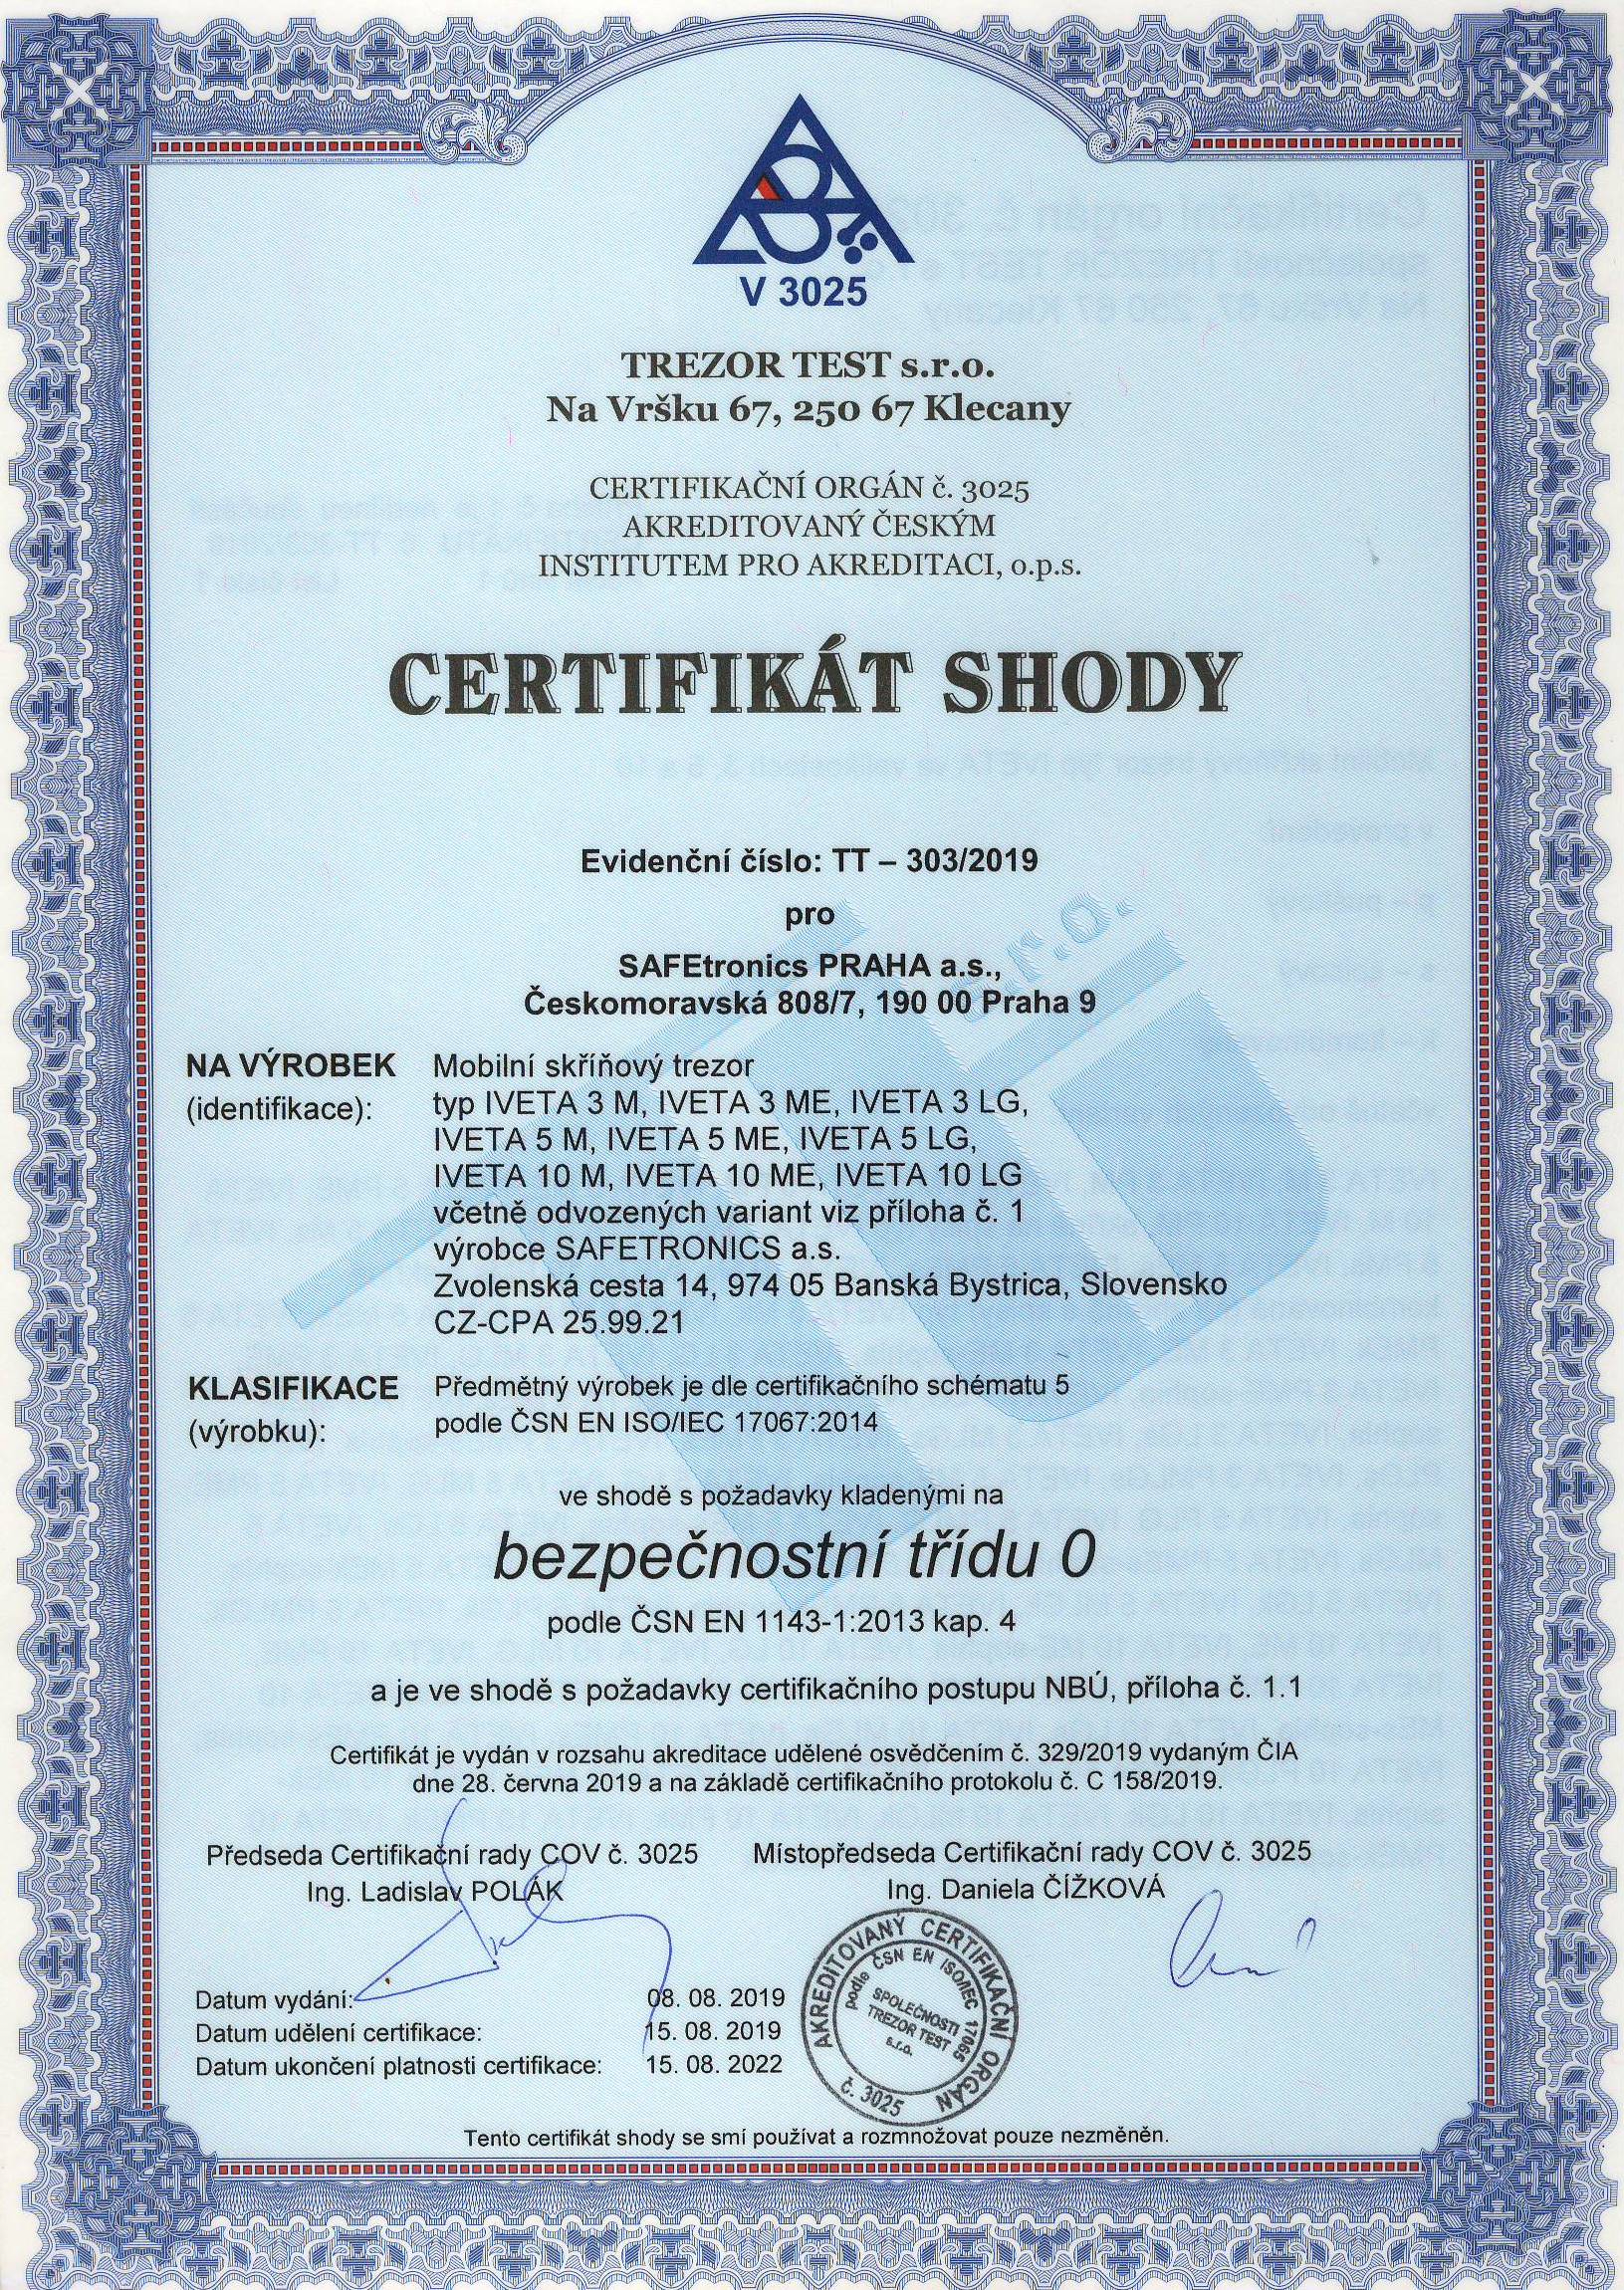 V 3025
TREZOR TEST s.r.o.
Na Vršku 67, 250 67 Klecany
CERTIFIKAČNÍ ORGÁN č. 3025
AKREDITOVANÝ ČESKÝM
INSTITUTEM PRO AKREDITACI, o.p.s.
CERTIFIKÁT SHODY
Evidenční číslo: TT – 303/2019
pro
SAFEtronics PRAHA a.s.,
Českomoravská 808/7, 190 00 Praha 9
NA VÝROBEK Mobilní skříňový trezor
(identifikace): typ IVETA 3 M, IVETA 3 ME, IVETA 3 LG,
IVETA 5 M, IVETA 5 ME, IVETA 5 LG,
IVETA 10 M, IVETA 10 ME, IVETA 10 LG
včetně odvozených variant viz příloha č. 1
výrobce SAFETRONICS a.s.
Zvolenská cesta 14, 974 05 Banská Bystrica, Slovensko
CZ-CPA 25.99.21
KLASIFIKACE Předmětný výrobek je dle certifikačního schématu 5
(výrobku): podle ČSN EN ISO/IEC 17067:2014
ve shodě s požadavky kladenými na
bezpečnostní třídu 0
podle ČSN EN 1143-1:2013 kap. 4
a je ve shodě s požadavky certifikačního postupu NBÚ, příloha č. 1.1
Certifikát je vydán v rozsahu akreditace udělené osvědčením č. 329/2019 vydaným ČIA
dne 28. června 2019 a na základě certifikačního protokolu č. C 158/2019.
Předseda Certifikační rady COV č. 3025 Místopředseda Certifikační rady COV č. 3025
Ing. Ladislav POLÁK Ing. Daniela ČÍŽKOVÁ
Datum vydání: 08. 08. 2019
Datum udělení certifikace: 15. 08. 2019
Datum ukončení platnosti certifikace: 15. 08. 2022
AKREDITOVANÝ CERTIFIKAČNÍ ORGÁN
č. 3025
podle ČSN EN ISO/IEC 17065
SPOLEČNOSTI
TREZOR TEST
s.r.o.
Tento certifikát shody se smí používat a rozmnožovat pouze nezměněn.